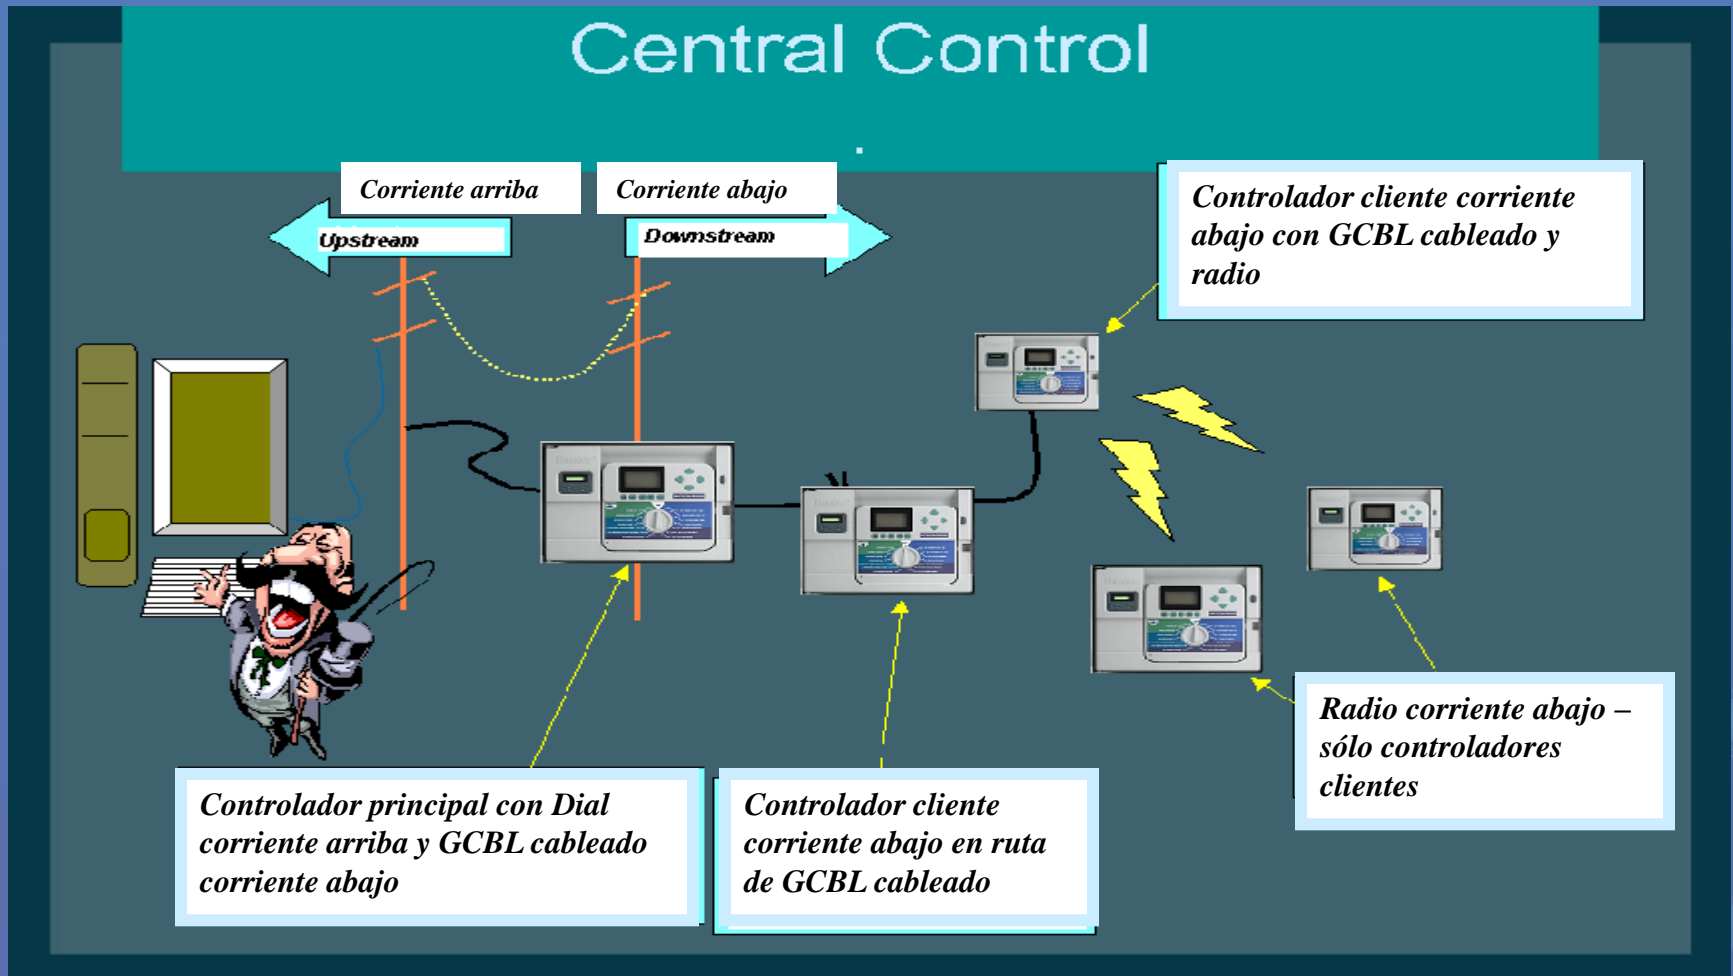 Central Control
.
Corriente arriba
Corriente abajo
Upstream
Downstream
Controlador cliente corriente
abajo con GCBL cableado y
radio
Radio corriente abajo –
sólo controladores
clientes
Controlador principal con Dial
corriente arriba y GCBL cableado
corriente abajo
Controlador cliente
corriente abajo en ruta
de GCBL cableado